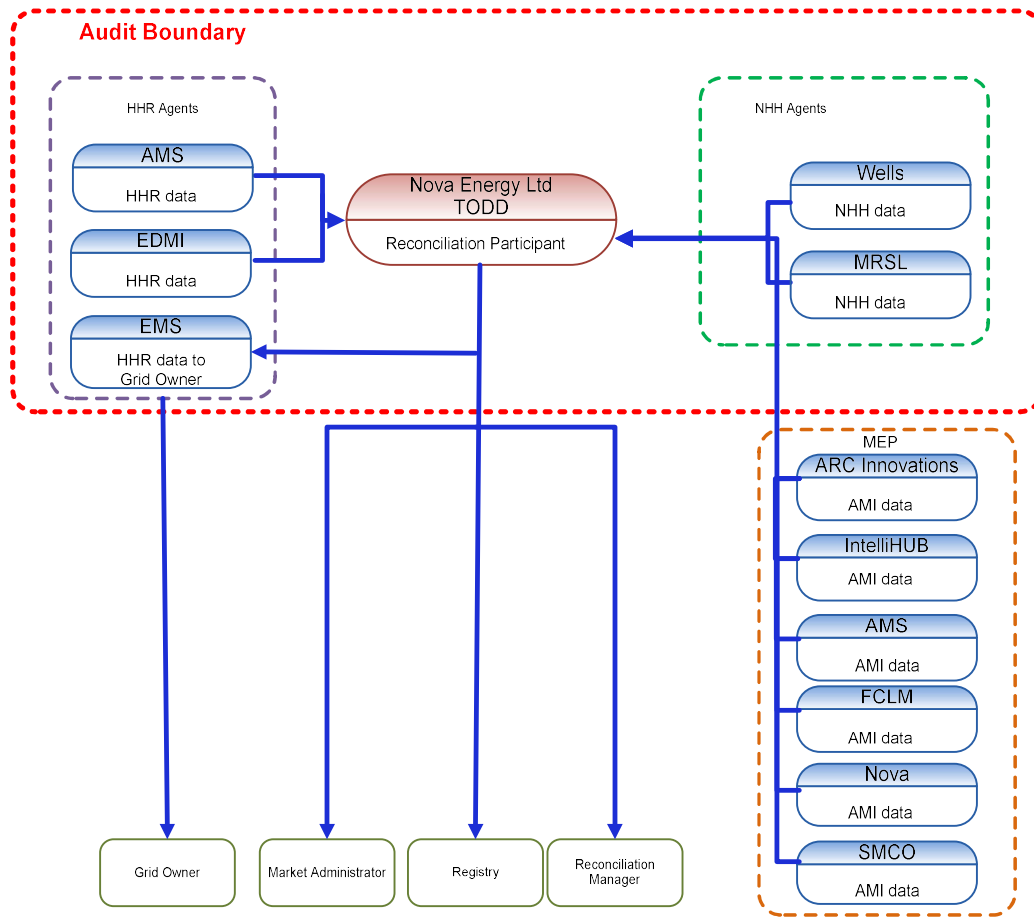 Audit Boundary
HHR Agents
AMS
HHR data
EDMI
HHR data
EMS
HHR data to
Grid Owner
Nova Energy Ltd
TODD
Reconciliation Participant
NHH Agents
Wells
NHH data
MRSL
NHH data
MEP
ARC Innovations
AMI data
IntelliHUB
AMI data
AMS
AMI data
FCLM
AMI data
Nova
AMI data
SMCO
AMI data
Grid Owner
Market Administrator
Registry
Reconciliation
Manager